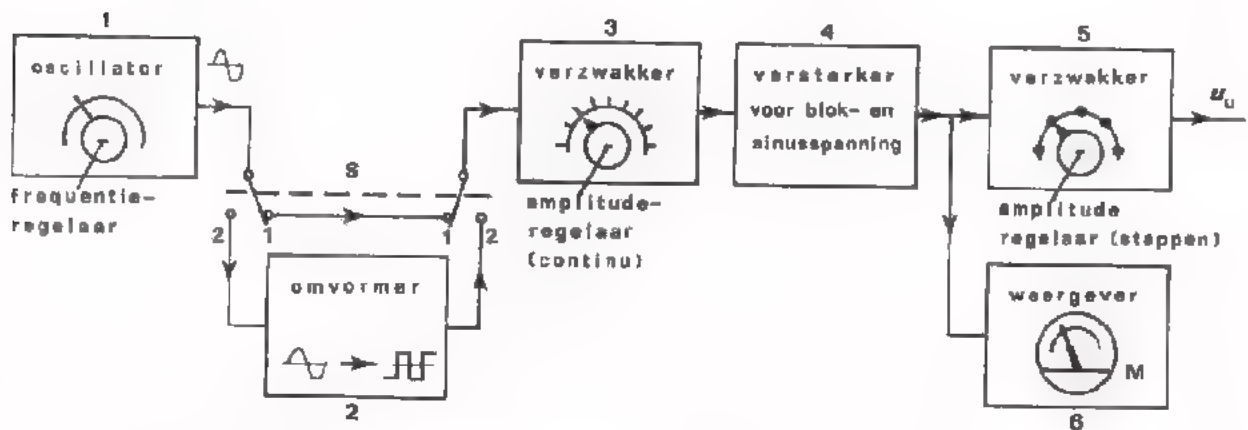 1
oscillator
frequentie-
regelaar
S
2
1
1
2
omvormer
2
3
verzwakker
amplitude-
regelaar
(continu)
4
versterker
voor blok- en
sinusspanning
5
verzwakker
uu
amplitude
regelaar (stappen)
weergever
M
6